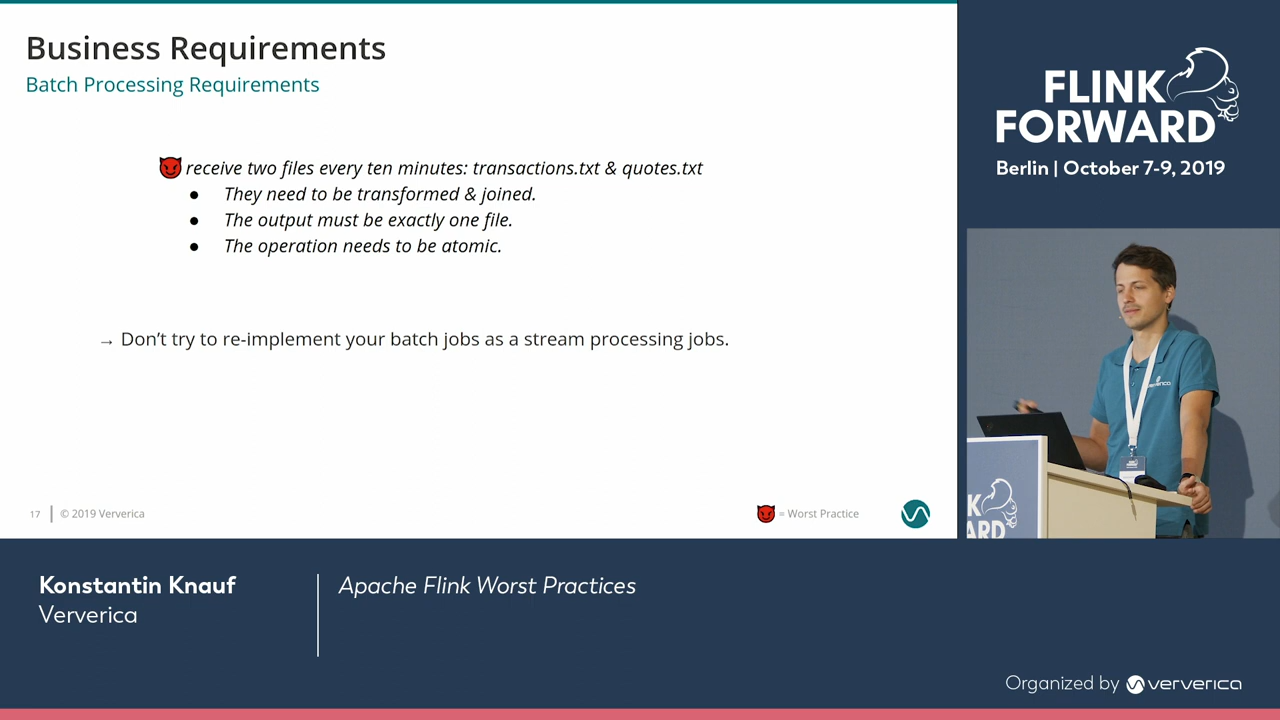 Business Requirements
Batch Processing Requirements
receive two files every ten minutes: transactions.txt & quotes.txt
● They need to be transformed & joined.
● The output must be exactly one file.
● The operation needs to be atomic.
→ Don’t try to re-implement your batch jobs as a stream processing jobs.
17 | © 2019 Ververica
= Worst Practice
FLINK
FORWARD
Berlin | October 7-9, 2019
K
ARD
Konstantin Knauf
Ververica
Apache Flink Worst Practices
Organized by ververica